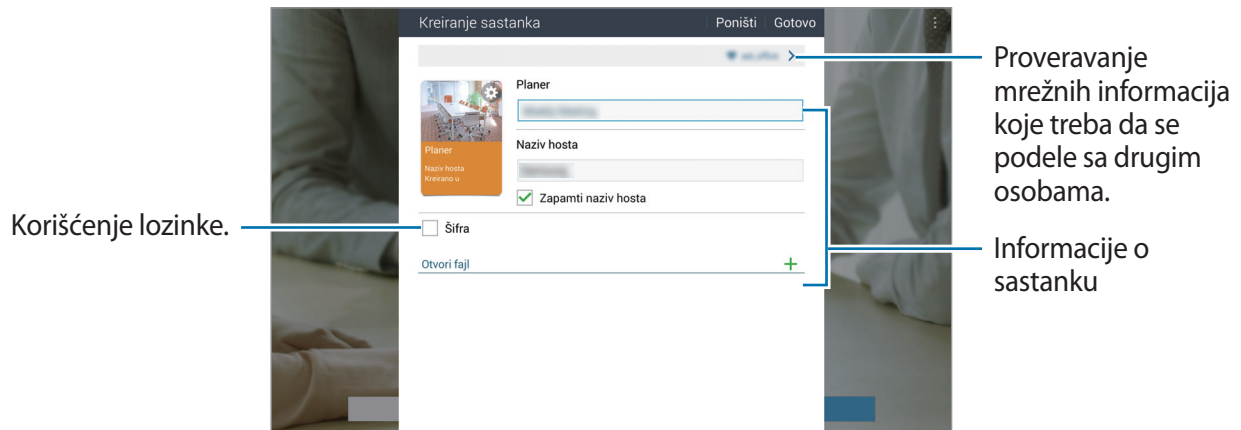 Kreiranje sastanka Poništi Gotovo
Planer
Naziv hosta
Planer
Naziv hosta
Kreirano u
Zapamti naziv hosta
Šifra
Otvori fajl
Korišćenje lozinke.
Proveravanje
mrežnih informacija
koje treba da se
podele sa drugim
osobama.
Informacije o
sastanku